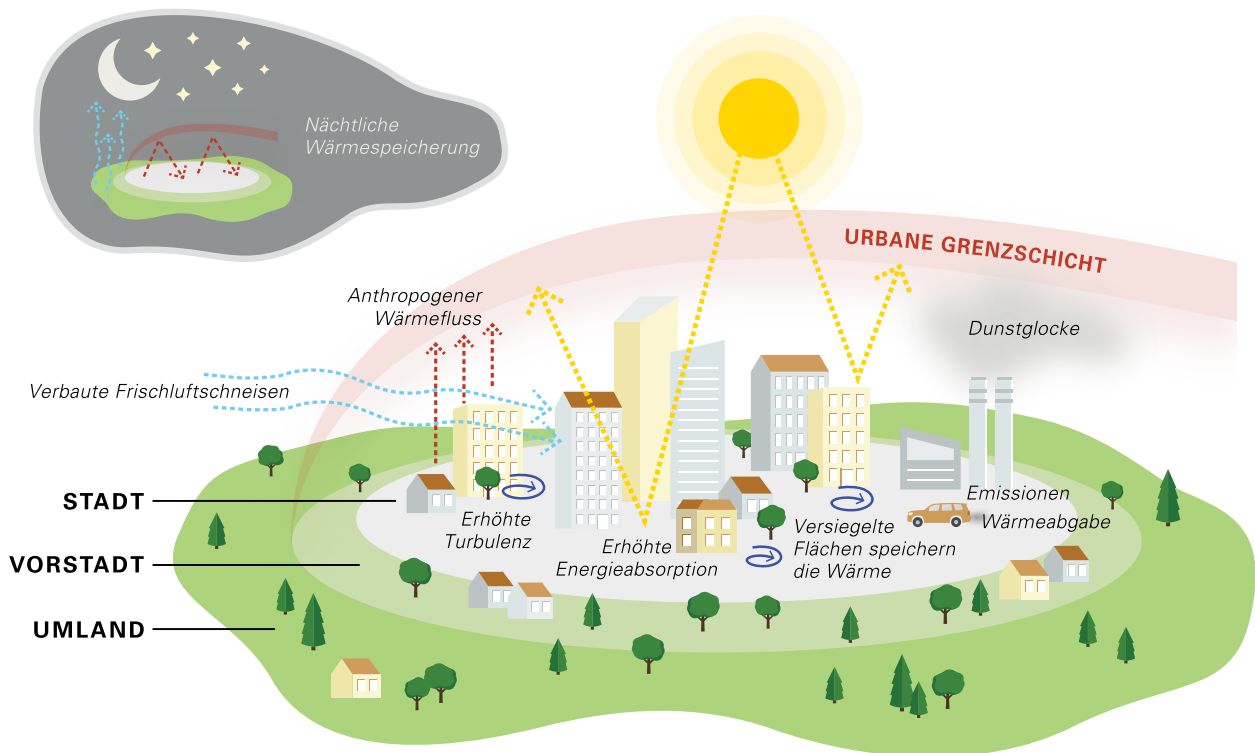 Nächtliche
Wärmespeicherung
URBANE GRENZSCHICHT
Anthropogener
Wärmefluss
Dunstglocke
Verbaute Frischluftschneisen
STADT
VORSTADT
UMLAND
Erhöhte
Turbulenz
Erhöhte
Energieabsorption
Versiegelte
Flächen speichern
die Wärme
Emissionen
Wärmeabgabe